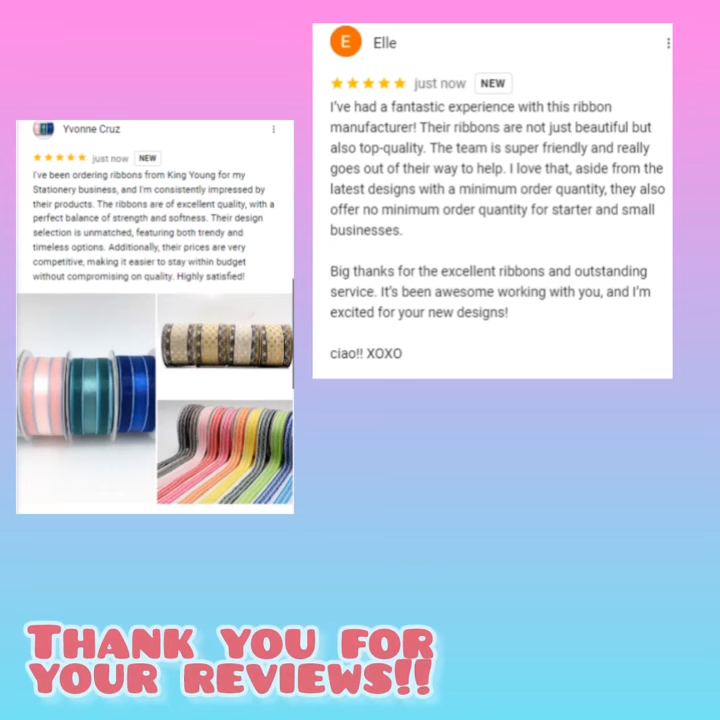 Yvonne Cruz
just now NEW
I've been ordering ribbons from King Young for my
Stationery business, and I'm consistently impressed by
their products. The ribbons are of excellent quality, with a
perfect balance of strength and softness. Their design
selection is unmatched, featuring both trendy and
timeless options. Additionally, their prices are very
competitive, making it easier to stay within budget
without compromising on quality. Highly satisfied!
E
Elle
just now NEW
I've had a fantastic experience with this ribbon
manufacturer! Their ribbons are not just beautiful but
also top-quality. The team is super friendly and really
goes out of their way to help. I love that, aside from the
latest designs with a minimum order quantity, they also
offer no minimum order quantity for starter and small
businesses.
Big thanks for the excellent ribbons and outstanding
service. It's been awesome working with you, and I'm
excited for your new designs!
ciao!! XOXO
THANK YOU FOR
YOUR REVIEWS!!